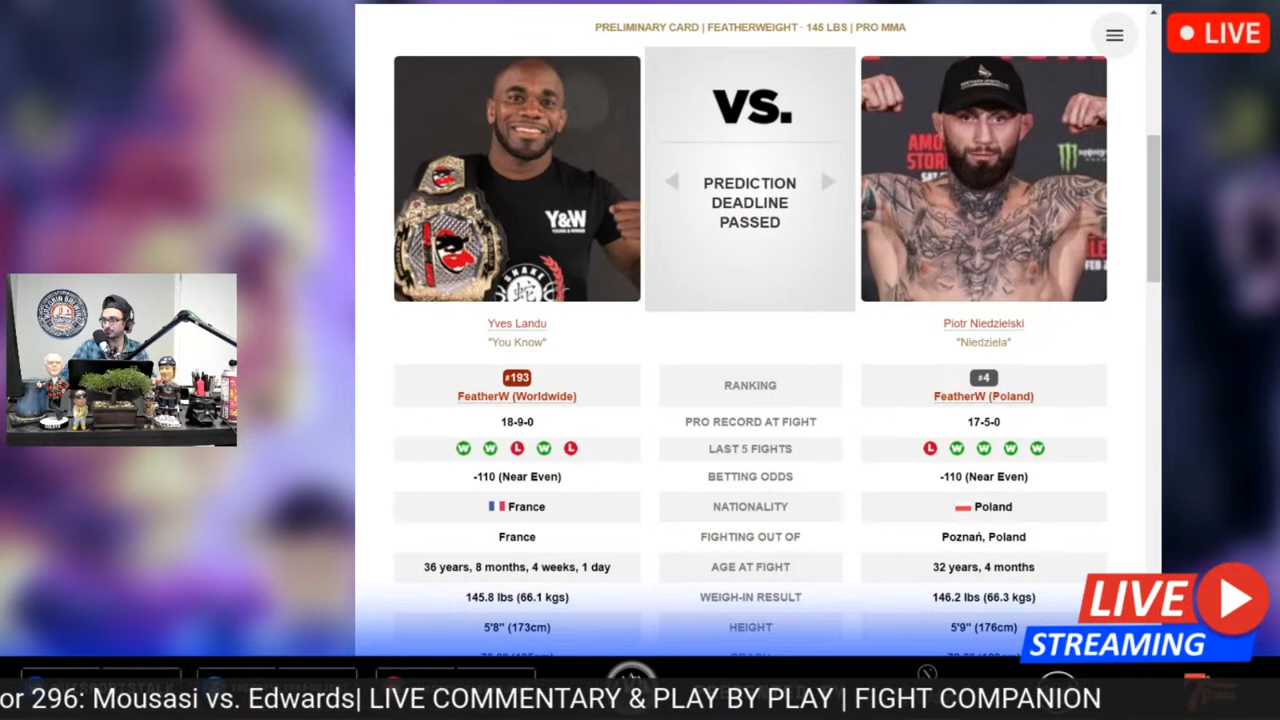 PRELIMINARY CARD | FEATHERWEIGHT · 145 LBS | PRO MMA
LIVE
VS.
PREDICTION
DEADLINE
PASSED
Y&W
SNAKE
蛇
Yves Landu
"You Know"
Piotr Niedzielski
"Niedziela"
#193
FeatherW (Worldwide)
RANKING
#4
FeatherW (Poland)
18-9-0
PRO RECORD AT FIGHT
17-5-0
W W L W L
LAST 5 FIGHTS
L W W W W
-110 (Near Even)
BETTING ODDS
-110 (Near Even)
France
NATIONALITY
Poland
France
FIGHTING OUT OF
Poznań, Poland
36 years, 8 months, 4 weeks, 1 day
AGE AT FIGHT
32 years, 4 months
145.8 lbs (66.1 kgs)
WEIGH-IN RESULT
146.2 lbs (66.3 kgs)
5'8" (173cm)
HEIGHT
5'9" (176cm)
LIVE
STREAMING
or 296: Mousasi vs. Edwards| LIVE COMMENTARY & PLAY BY PLAY | FIGHT COMPANION